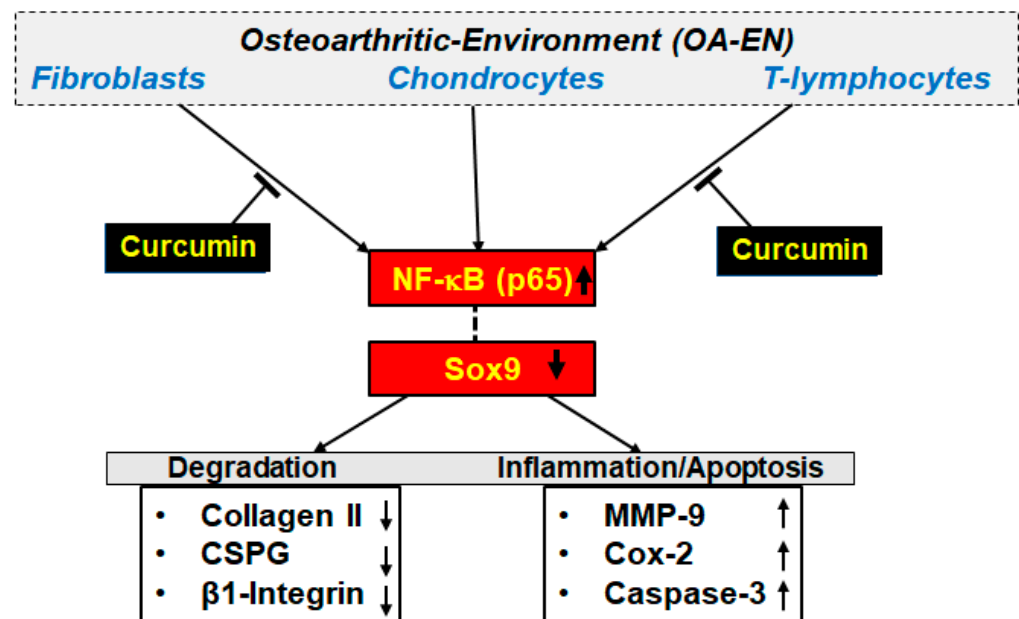 Osteoarthritic-Environment (OA-EN)
Fibroblasts Chondrocytes T-lymphocytes
Curcumin Curcumin
NF-κB (p65)
Sox9
Degradation Inflammation/Apoptosis
• Collagen II ↓ • MMP-9 ↑
• CSPG ↓ • Cox-2 ↑
• β1-Integrin ↓ • Caspase-3 ↑